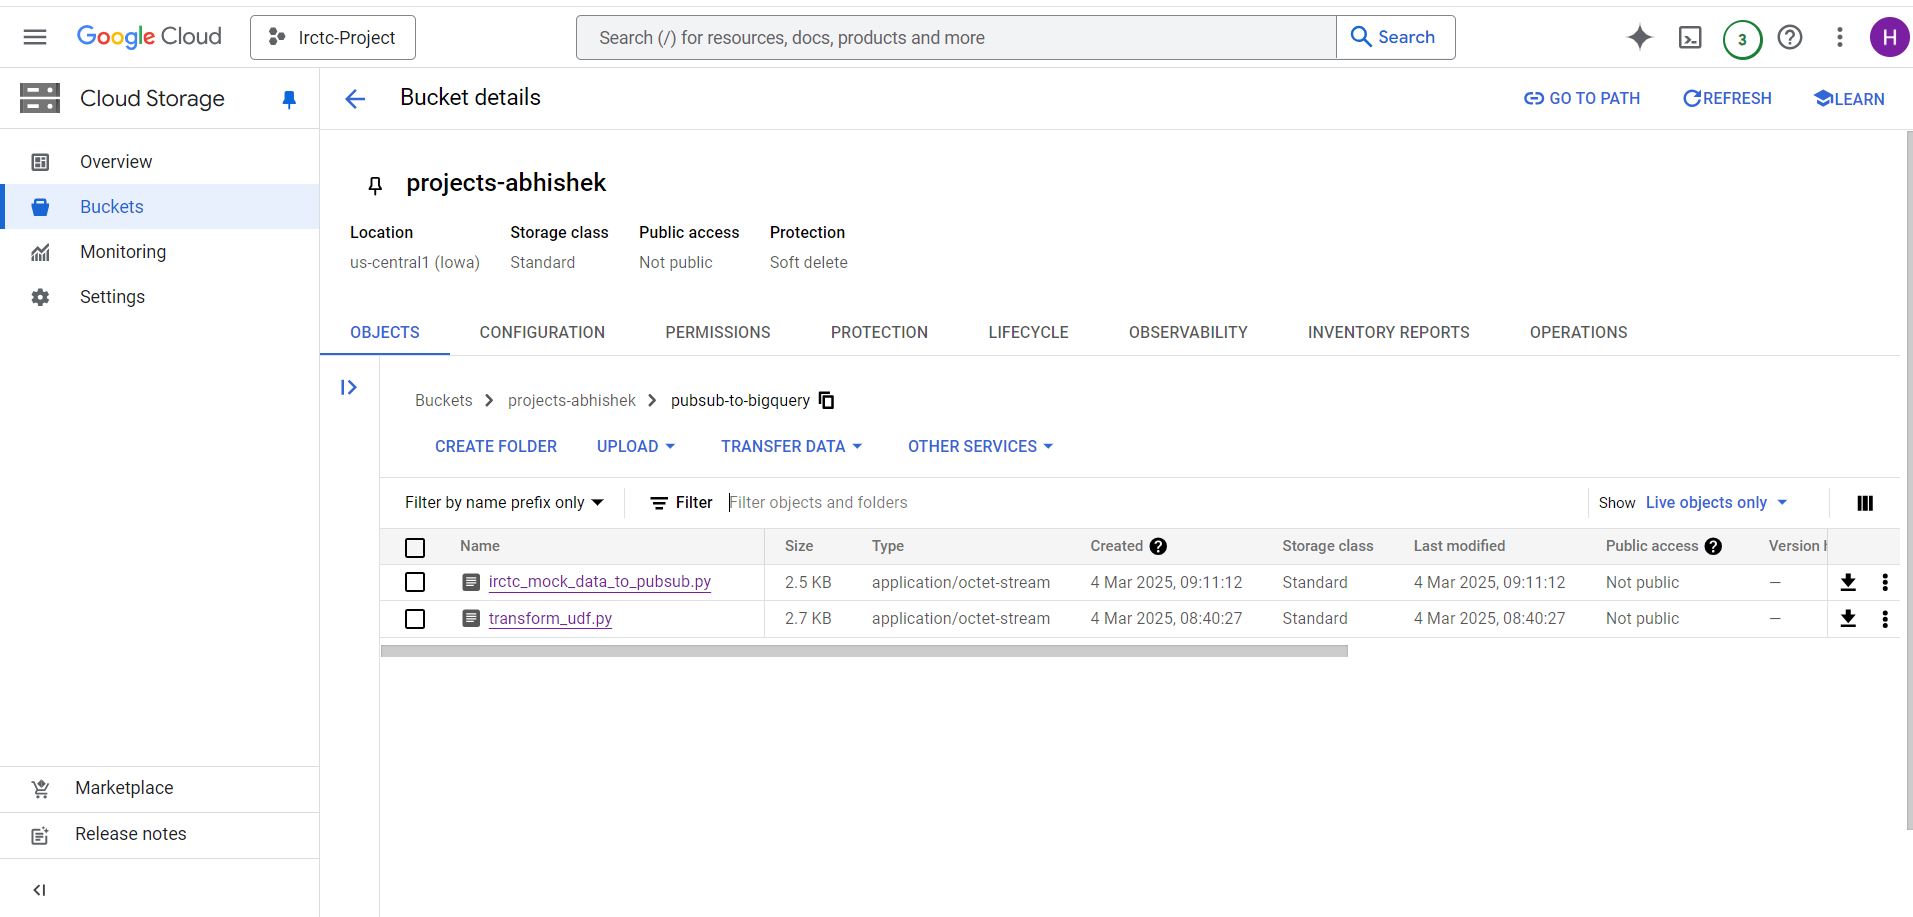 Google Cloud
Irctc-Project
Search (/) for resources, docs, products and more
Search
3
H
Cloud Storage
Bucket details
GO TO PATH
REFRESH
LEARN
Overview
Buckets
Monitoring
Settings
Marketplace
Release notes
projects-abhishek
Location Storage class Public access Protection
us-central1 (Iowa) Standard Not public Soft delete
OBJECTS CONFIGURATION PERMISSIONS PROTECTION LIFECYCLE OBSERVABILITY INVENTORY REPORTS OPERATIONS
Buckets projects-abhishek pubsub-to-bigquery
CREATE FOLDER UPLOAD TRANSFER DATA OTHER SERVICES
Filter by name prefix only Filter Filter objects and folders Show Live objects only
Name Size Type Created Storage class Last modified Public access Version
irctc_mock_data_to_pubsub.py 2.5 KB application/octet-stream 4 Mar 2025, 09:11:12 Standard 4 Mar 2025, 09:11:12 Not public —
transform_udf.py 2.7 KB application/octet-stream 4 Mar 2025, 08:40:27 Standard 4 Mar 2025, 08:40:27 Not public —